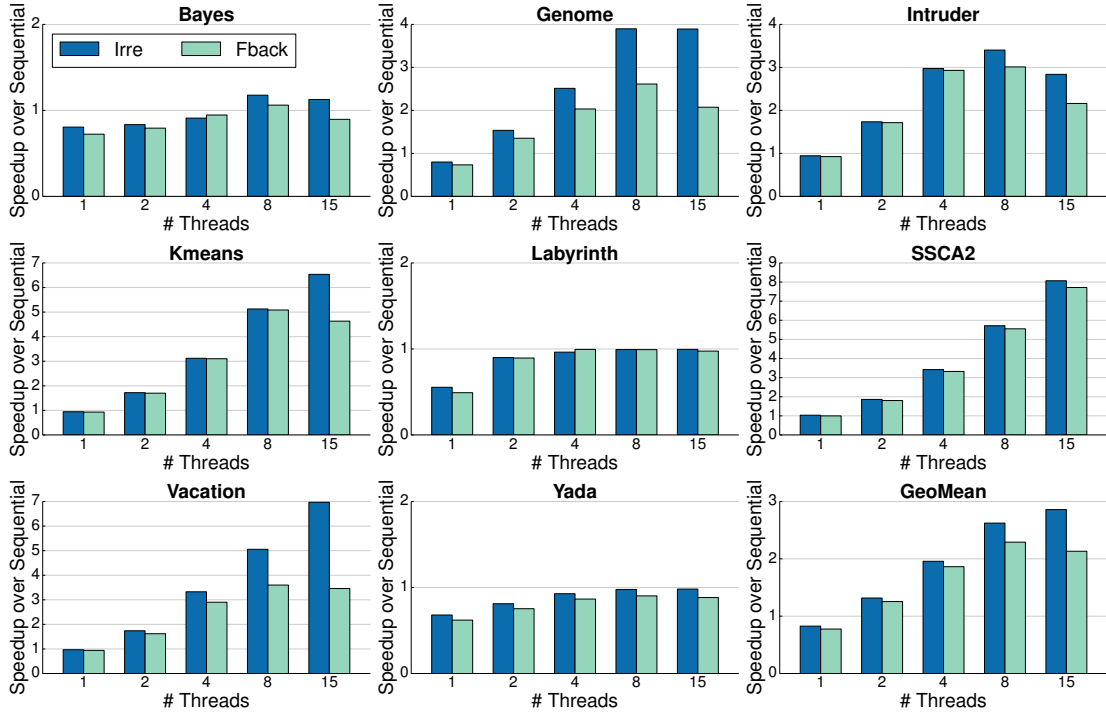 Bayes
Speedup over Sequential
2
1
0
Irre
Fback
1 2 4 8 15
# Threads
Genome
Speedup over Sequential
4
3
2
1
0
1 2 4 8 15
# Threads
Intruder
Speedup over Sequential
4
3
2
1
0
1 2 4 8 15
# Threads
Kmeans
Speedup over Sequential
7
6
5
4
3
2
1
0
1 2 4 8 15
# Threads
Labyrinth
Speedup over Sequential
2
1
0
1 2 4 8 15
# Threads
SSCA2
Speedup over Sequential
9
8
7
6
5
4
3
2
1
0
1 2 4 8 15
# Threads
Vacation
Speedup over Sequential
7
6
5
4
3
2
1
0
1 2 4 8 15
# Threads
Yada
Speedup over Sequential
2
1
0
1 2 4 8 15
# Threads
GeoMean
Speedup over Sequential
3
2
1
0
1 2 4 8 15
# Threads